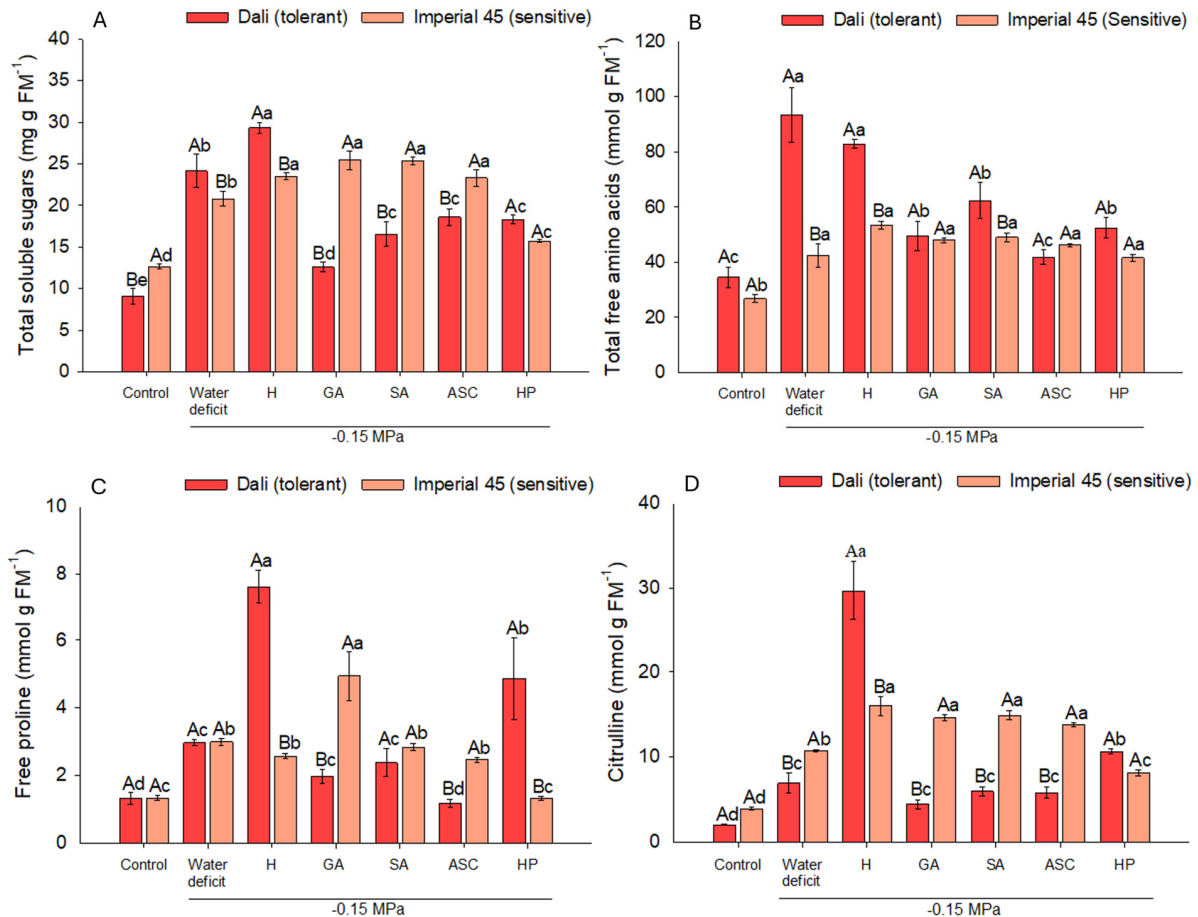 A
Dali (tolerant) Imperial 45 (sensitive)
Total soluble sugars (mg g FM⁻¹)
40
35
30
25
20
15
10
5
0
Be Ad Ab Bb Aa Ba Bd Aa Bc Aa Bc Aa Ac Ac
Control Water deficit H GA SA ASC HP
-0.15 MPa
B
Dali (tolerant) Imperial 45 (Sensitive)
Total free amino acids (mmol g FM⁻¹)
120
100
80
60
40
20
0
Ac Ab Aa Ba Aa Ba Ab Aa Ab Ba Ac Aa Ab Aa
Control Water deficit H GA SA ASC HP
-0.15 MPa
C
Dali (tolerant) Imperial 45 (sensitive)
Free proline (mmol g FM⁻¹)
10
8
6
4
2
0
Ad Ac Ac Ab Aa Bb Bc Aa Ac Ab Bd Ab Ab Bc
Control Water deficit H GA SA ASC HP
-0.15 MPa
D
Dali (tolerant) Imperial 45 (sensitive)
Citrulline (mmol g FM⁻¹)
40
30
20
10
0
Ad Ad Bc Ab Aa Ba Bc Aa Bc Aa Bc Aa Ab Ac
Control Water deficit H GA SA ASC HP
-0.15 MPa